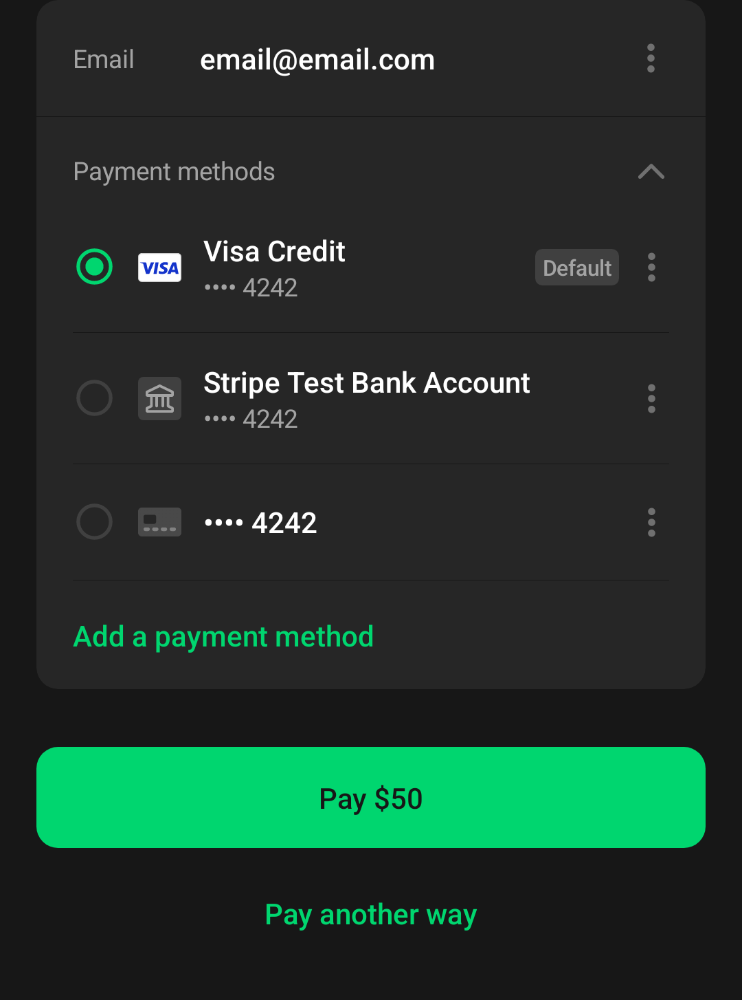 Email email@email.com
Payment methods
VISA Visa Credit Default
•••• 4242
Stripe Test Bank Account
•••• 4242
•••• 4242
Add a payment method
Pay $50
Pay another way